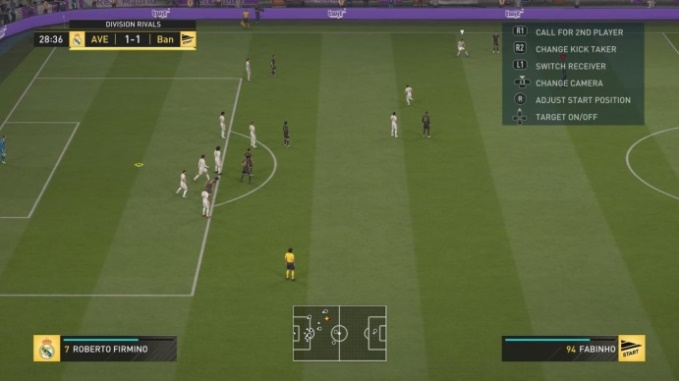 DIVISION RIVALS
28:36 AVE 1-1 Ban
R1 CALL FOR 2ND PLAYER
R2 CHANGE KICK TAKER
L1 SWITCH RECEIVER
CHANGE CAMERA
R ADJUST START POSITION
TARGET ON/OFF
7 ROBERTO FIRMINO
94 FABINHO
START